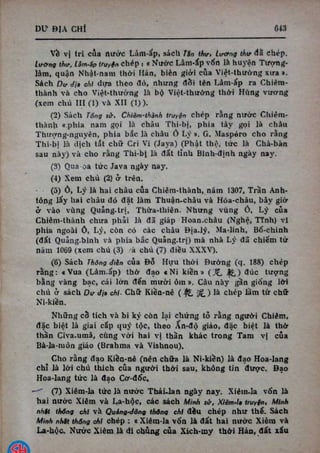 DƯ ĐỊA CHÍ 643
Về vị trí của nước Lâm-ấp, sách Tấn thư, Lương thư đã chép.
Lương thư, Lâm-ấp truyện chép : « Nước Lâm-ấp vốn là huyện Tượng-
lâm, quận Nhật-nam thời Hán, biên giới của Việt-thường xưa ».
Sách Dư địa chí dựa theo đó, nhưng đổi tên Lâm-ấp ra Chiêm-
thành và cho Việt-thường là bộ Việt-thường thời Hùng vương
(xem chú III (1) và XII (1)).
(2) Sách Tống sử, Chiêm-thành truyện chép rằng nước Chiêm-
thành «phía nam gọi là châu Thi-bị, phía tây gọi là châu
Thượng-nguyên, phía bắc là châu Ô Lý ». G. Maspéro cho rằng
Thi-bị là dịch tắt chữ Cri Vi (Jaya) (Phật thệ, tức là Chà-bàn
sau này) và cho rằng Thi-bị là đất tỉnh Bình-định ngày nay.
(3) Qua-oa tức Java ngày nay.
(4) Xem chú (2) ở trên.
(5) Ô, Lý là hai châu của Chiêm-thành, năm 1307, Trần Anh-
tông lấy hai châu đó đặt làm Thuận-châu và Hóa-châu, bây giờ
ở vào vùng Quảng-trị, Thừa-thiên. Nhưng vùng Ô, Lý của
Chiêm-thành chưa phải là đã giáp Hoan-châu (Nghệ, Tĩnh) vì
phía ngoài Ô, Lý, còn có các châu Địa-lý, Ma-linh, Bố-chính
(đất Quảng-bình và phía bắc Quảng-trị) mà nhà Lý đã chiếm từ
năm 1069 (xem chú (3) và chú (7) điều XXXV).
(6) Sách Thông điển của Đỗ Hựu thời Đường (q. 188) chép
rằng : « Vua (Lâm-ấp) thờ đạo « Ni kiền » (尼 乾) đúc tượng
bằng vàng bạc, cái lớn đến mười ôm ». Câu này gần giống lời
chú ở sách Dư địa chí. Chữ Kiền-nê (乾 尼) là chép lầm từ chữ
Ni-kiền.
Những cổ tích và bi ký còn lại chứng tỏ rằng người Chiêm,
đặc biệt là giai cấp quý tộc, theo Ấn-độ giáo, đặc biệt là thờ
thần Çiva-umâ, cùng với hai vị thần khác trong Tam vị của
Bà-la-môn giáo (Brahma và Vishnou).
Cho rằng đạo Kiền-nê (nên chữa là Ni-kiền) là đạo Hoa-lang
chỉ là lời chú thích của người thời sau, không tin được. Đạo
Hoa-lang tức là đạo Cơ-đốc.
(7) Xiêm-la tức là nước Thái-lan ngày nay. Xiêm-la vốn là
hai nước Xiêm và La-hộc, các sách Minh sử, Xiêm-la truyện, Minh
nhất thống chí và Quảng-đông thông chí đều chép như thế. Sách
Minh nhất thống chí chép : « Xiêm-la vốn là đất hai nước Xiêm và
La-hộc. Nước Xiêm là di chủng của Xích-my thời Hán, đất xấu